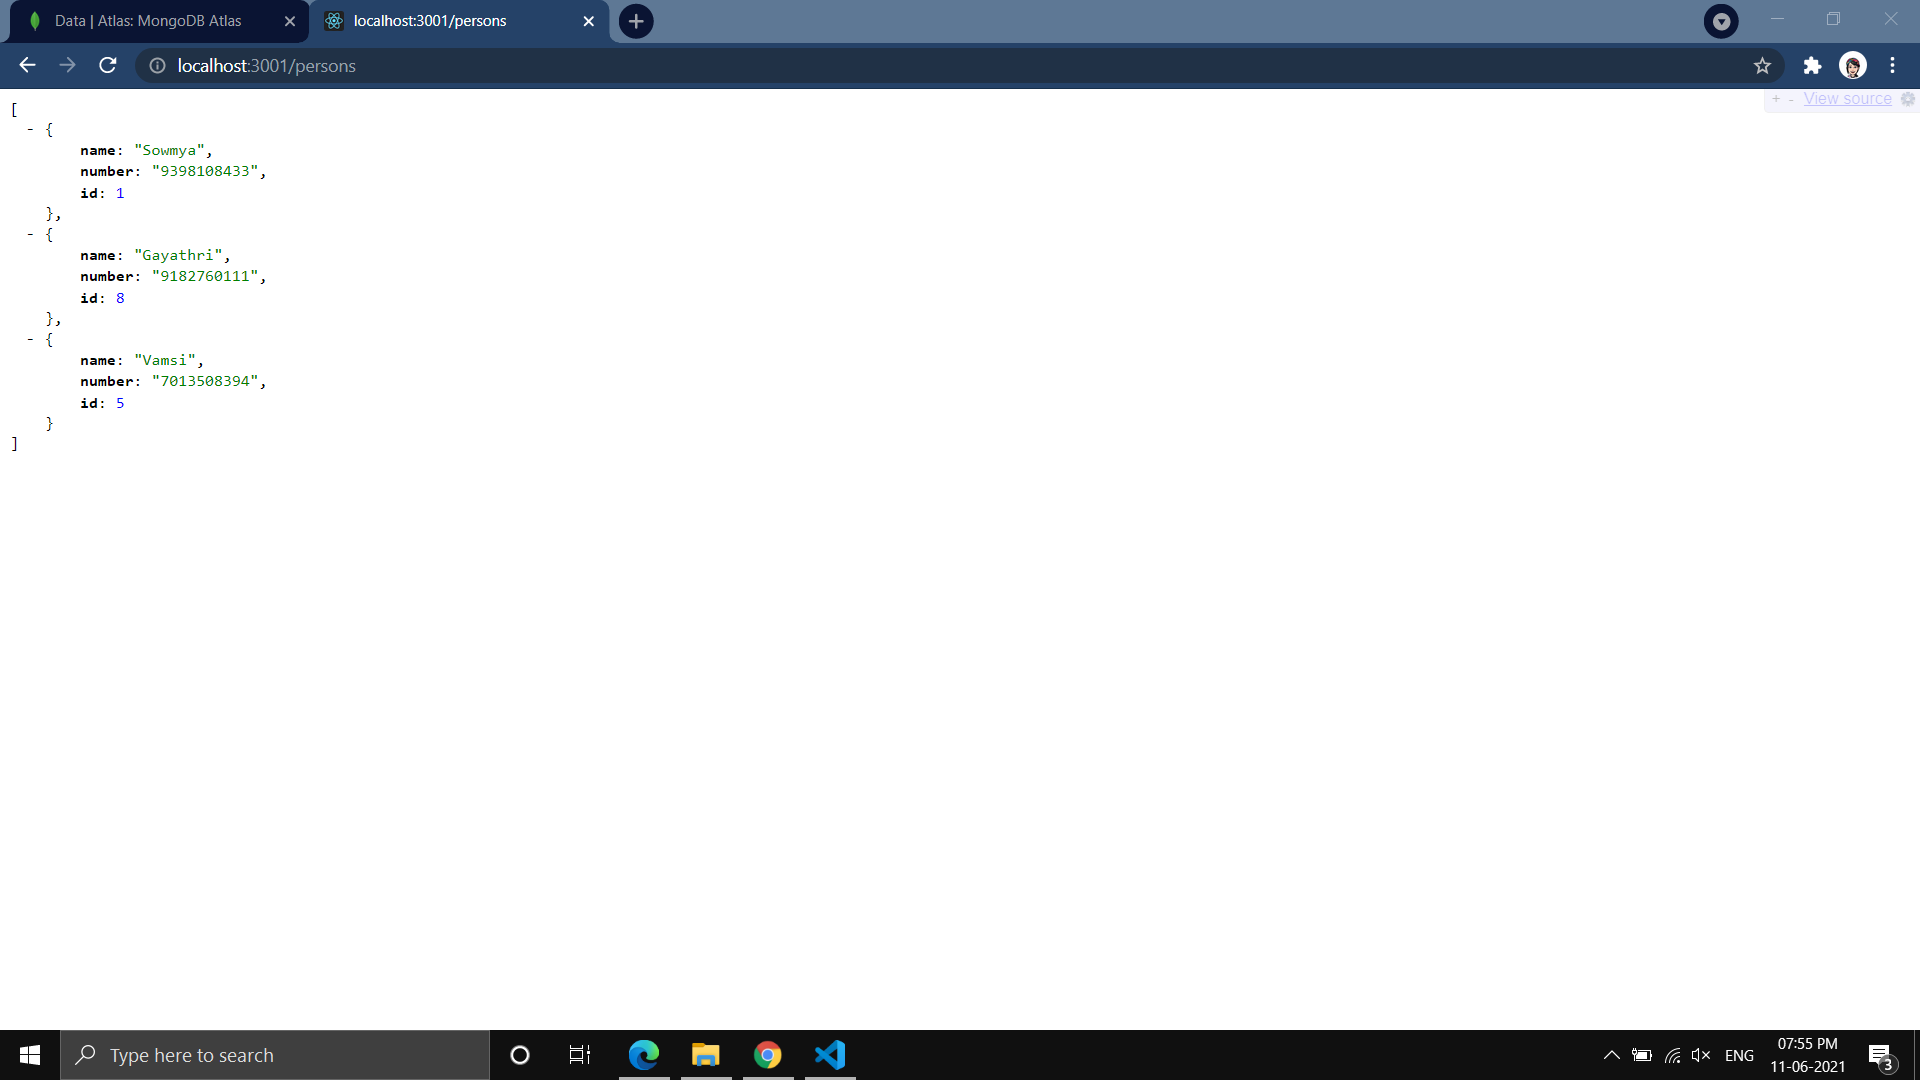 Data | Atlas: MongoDB Atlas
localhost:3001/persons
localhost:3001/persons
+ - View source
[
- {
name: "Sowmya",
number: "9398108433",
id: 1
},
- {
name: "Gayathri",
number: "9182760111",
id: 8
},
- {
name: "Vamsi",
number: "7013508394",
id: 5
}
]
Type here to search
ENG
07:55 PM
11-06-2021
3